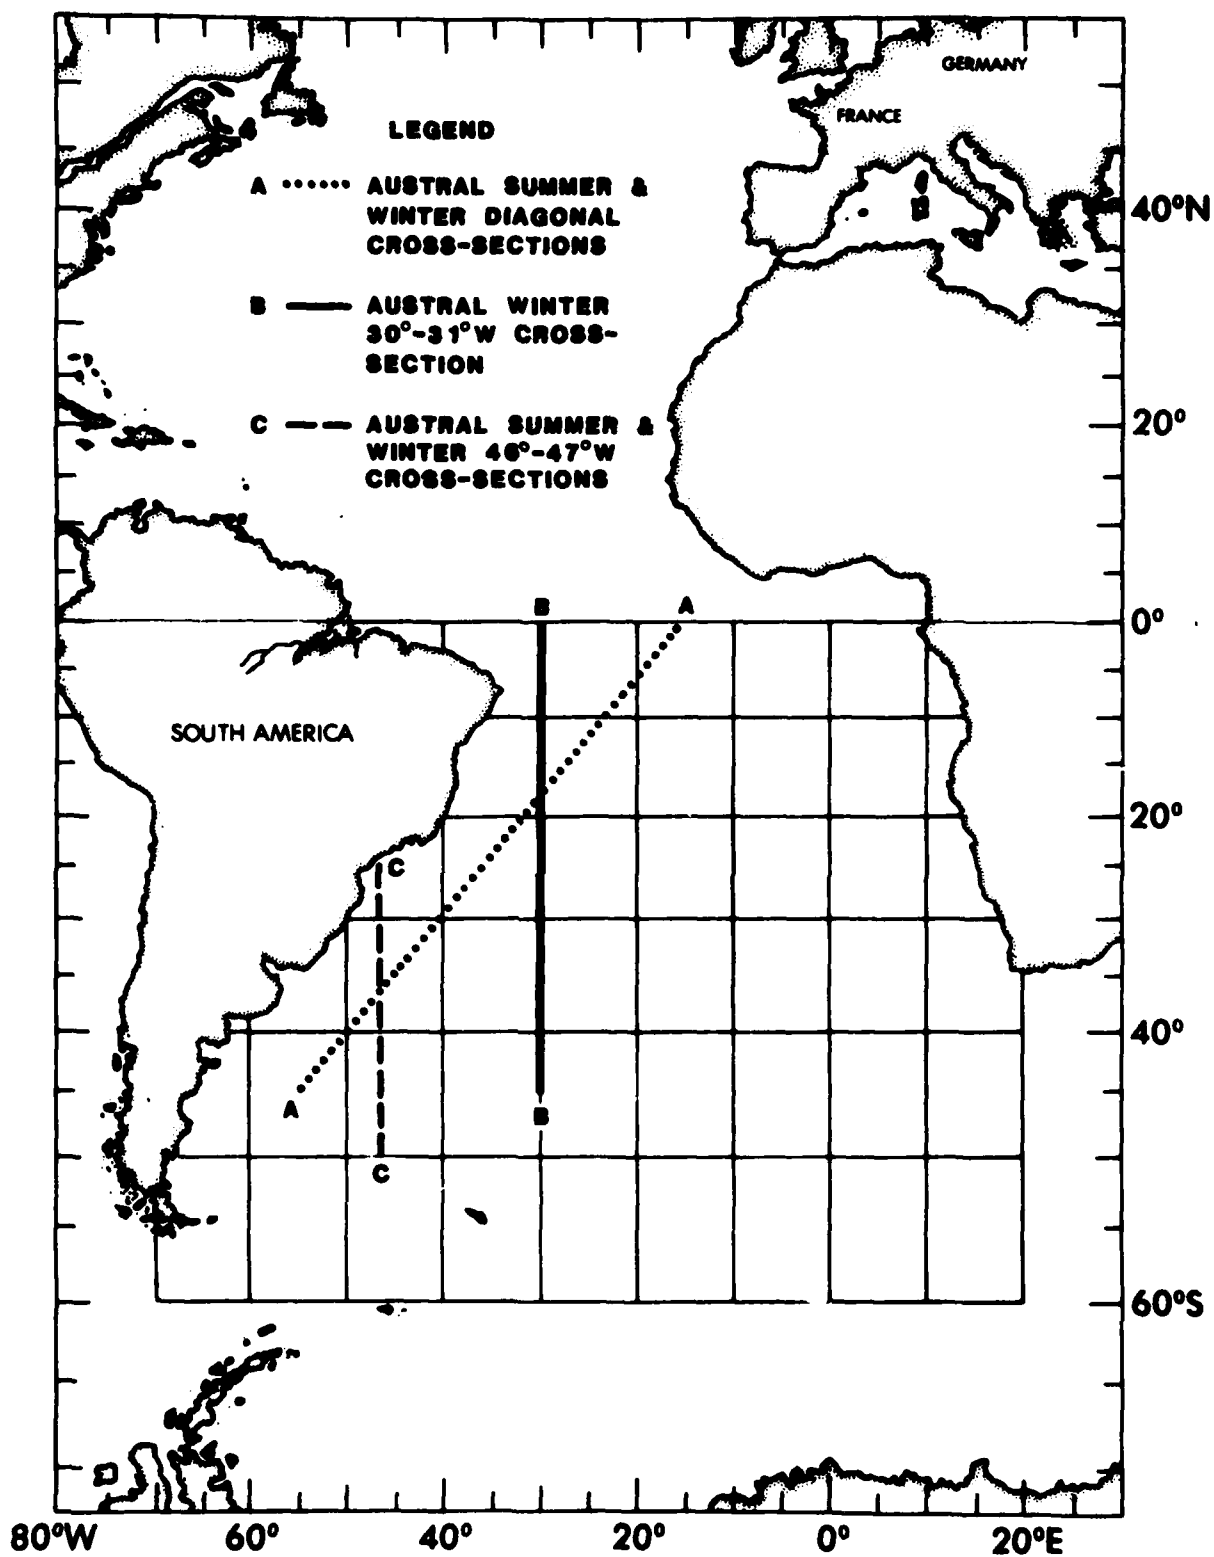 GERMANY
FRANCE
LEGEND
A AUSTRAL SUMMER &
WINTER DIAGONAL
CROSS-SECTIONS
B AUSTRAL WINTER
30°-31°W CROSS-
SECTION
C AUSTRAL SUMMER &
WINTER 46°-47°W
CROSS-SECTIONS
40°N
20°
B A
0°
SOUTH AMERICA
20°
C
40°
A
B
C
60°S
80°W 60° 40° 20° 0° 20°E